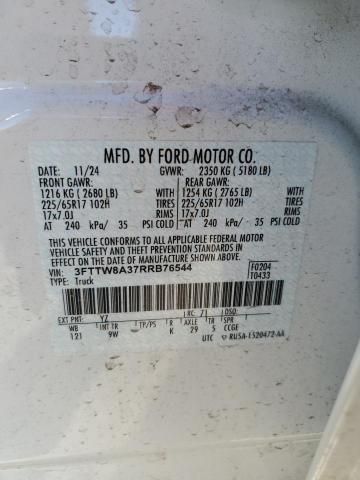 MFD. BY FORD MOTOR CO.
DATE: 11/24 GVWR: 2350 KG ( 5180 LB)
FRONT GAWR: REAR GAWR:
1216 KG ( 2680 LB) WITH 1254 KG ( 2765 LB) WITH
225/65R17 102H TIRES 225/65R17 102H TIRES
17x7.0J RIMS 17x7.0J RIMS
AT 240 kPa/ 35 PSI COLD AT 240 kPa/ 35 PSI COLD
THIS VEHICLE CONFORMS TO ALL APPLICABLE FEDERAL MOTOR
VEHICLE SAFETY AND THEFT PREVENTION STANDARDS IN
EFFECT ON THE DATE OF MANUFACTURE SHOWN ABOVE.
VIN: 3FTTW8A37RRB76544 F0204
TYPE: Truck T0433
EXT PNT: YZ RC: 71 DSO:
WB INT TR TP/PS R AX TR SPR
121 9W K 29 5 CCGE
UTC RU5A-1520472-AA